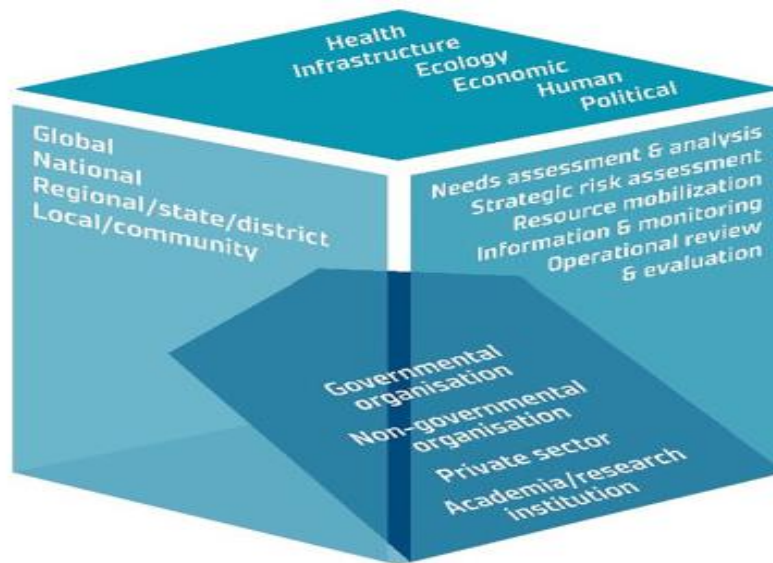 Health
Infrastructure
Ecology
Economic
Human
Political
Global
National
Regional/state/district
Local/community
Needs assessment & analysis
Strategic risk assessment
Resource mobilization
Information & monitoring
Operational review
& evaluation
Governmental
organisation
Non-governmental
organisation
Private sector
Academia/research
institution